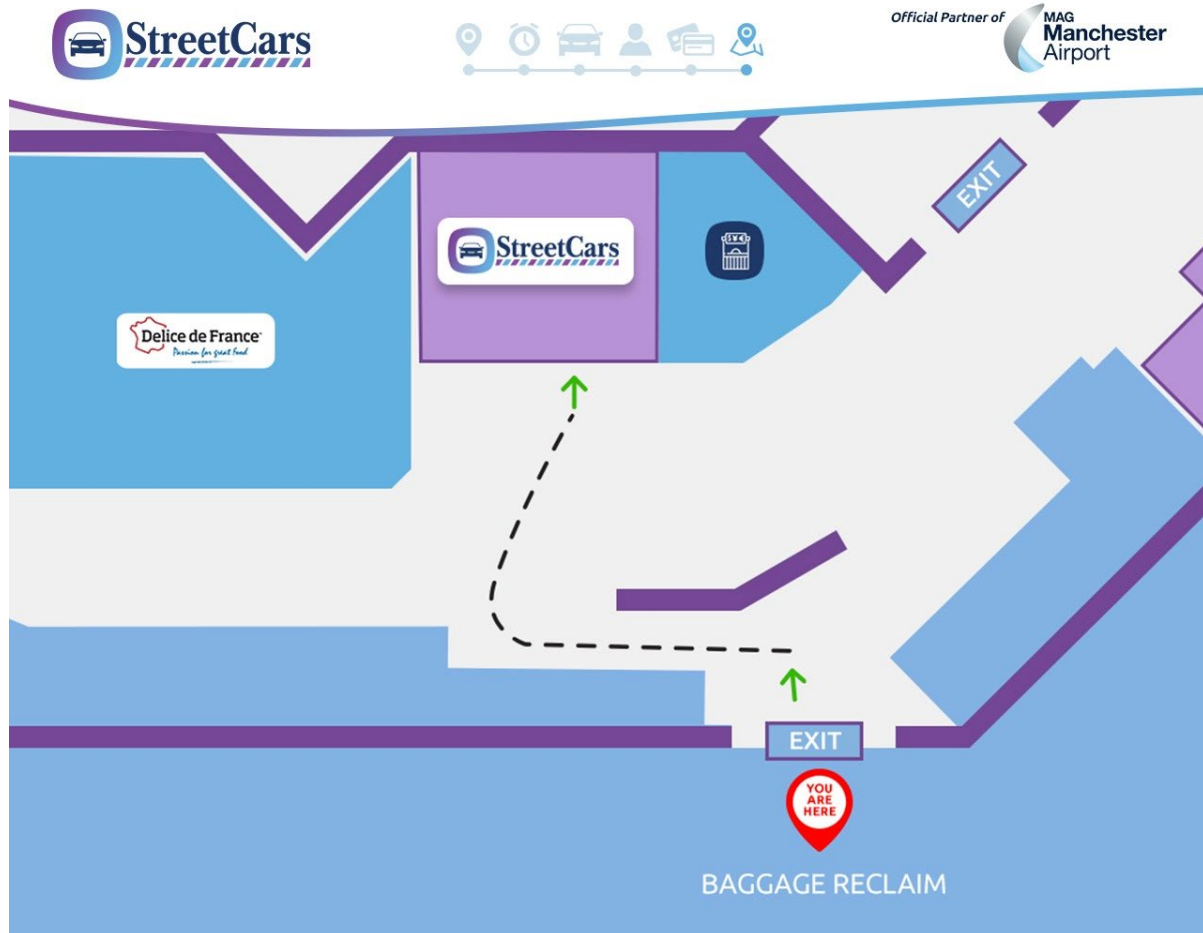 StreetCars
Official Partner of
MAG
Manchester
Airport
EXIT
StreetCars
Delice de France
Passion for great Food
EXIT
YOU
ARE
HERE
BAGGAGE RECLAIM